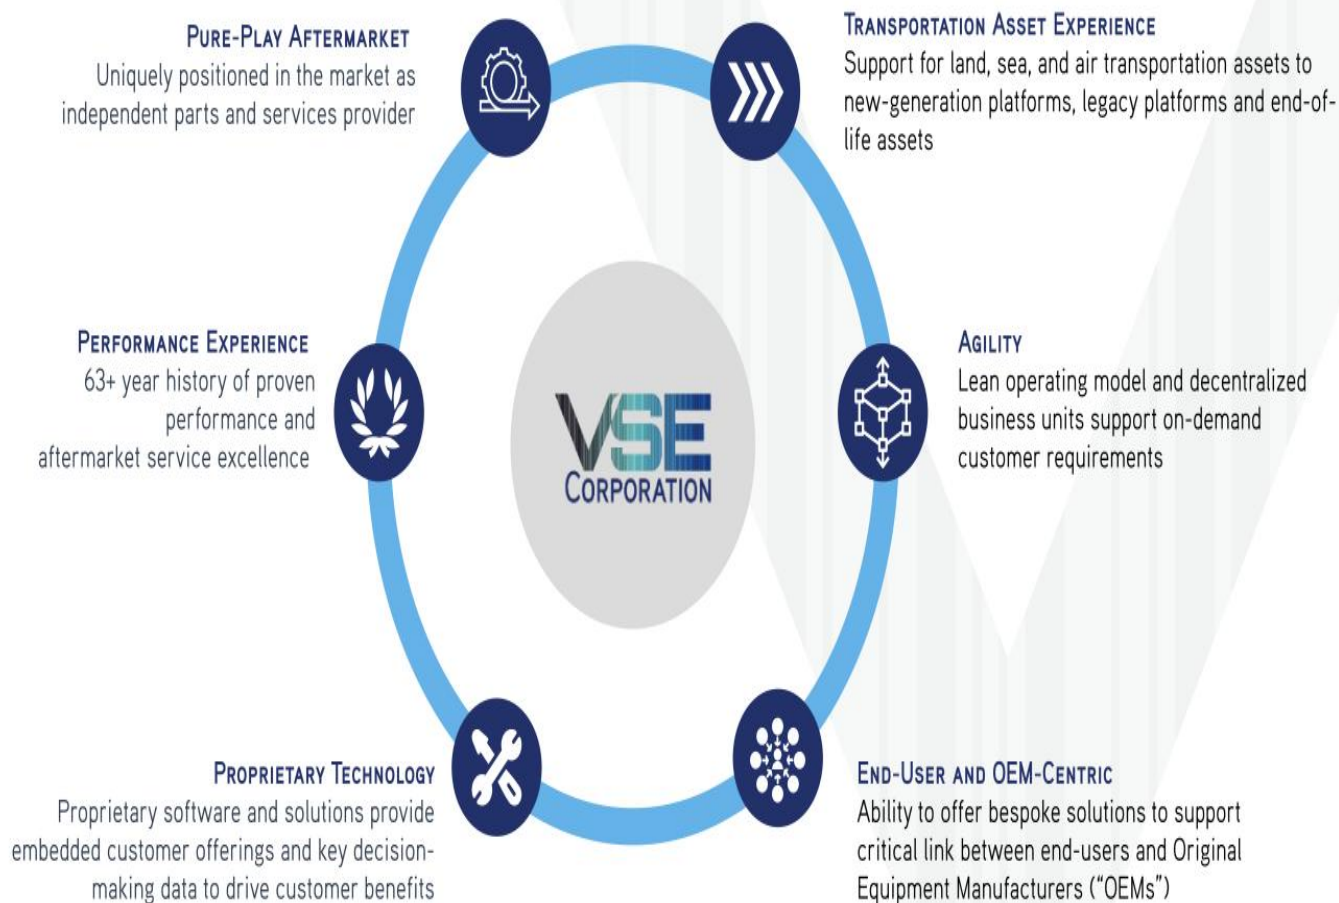 PURE-PLAY AFTERMARKET
Uniquely positioned in the market as
independent parts and services provider
TRANSPORTATION ASSET EXPERIENCE
Support for land, sea, and air transportation assets to
new-generation platforms, legacy platforms and end-of-
life assets
PERFORMANCE EXPERIENCE
63+ year history of proven
performance and
aftermarket service excellence
VSE
CORPORATION
AGILITY
Lean operating model and decentralized
business units support on-demand
customer requirements
PROPRIETARY TECHNOLOGY
Proprietary software and solutions provide
embedded customer offerings and key decision-
making data to drive customer benefits
END-USER AND OEM-CENTRIC
Ability to offer bespoke solutions to support
critical link between end-users and Original
Equipment Manufacturers (“OEMs”)